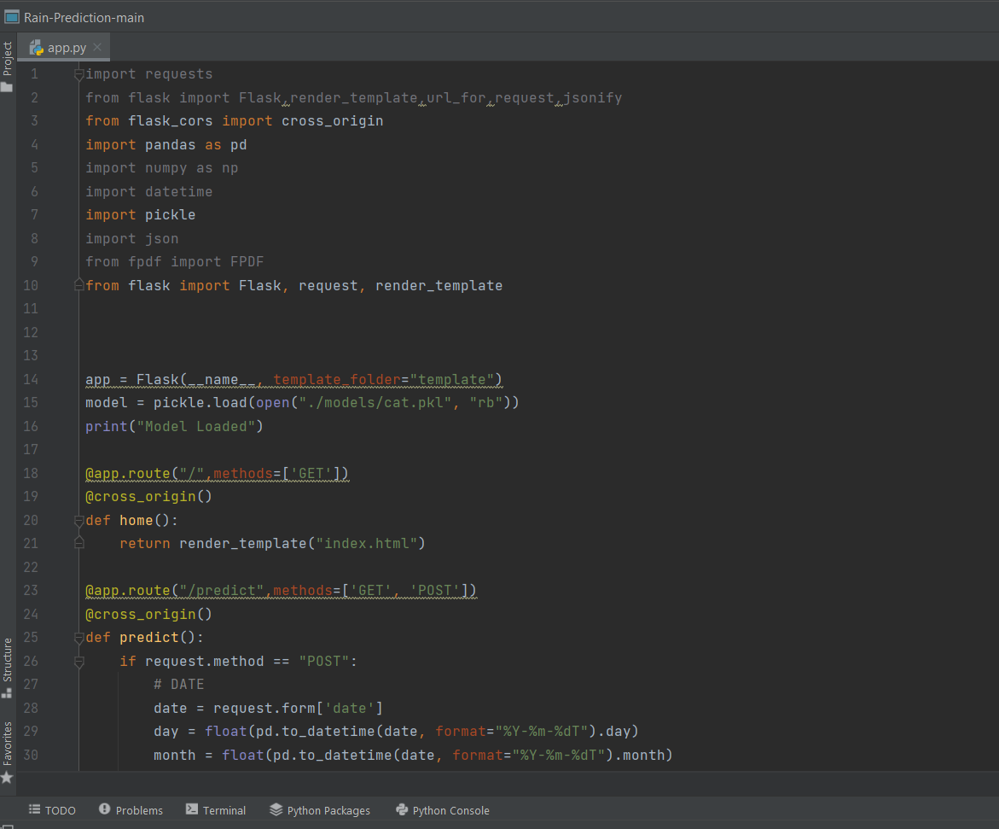 Rain-Prediction-main
app.py
Project
1 import requests
2 from flask import Flask,render_template,url_for,request,jsonify
3 from flask_cors import cross_origin
4 import pandas as pd
5 import numpy as np
6 import datetime
7 import pickle
8 import json
9 from fpdf import FPDF
10 from flask import Flask, request, render_template
11
12
13
14 app = Flask(__name__, template_folder="template")
15 model = pickle.load(open("./models/cat.pkl", "rb"))
16 print("Model Loaded")
17
18 @app.route("/",methods=['GET'])
19 @cross_origin()
20 def home():
21     return render_template("index.html")
22
23 @app.route("/predict",methods=['GET', 'POST'])
24 @cross_origin()
25 def predict():
26     if request.method == "POST":
27         # DATE
28         date = request.form['date']
29         day = float(pd.to_datetime(date, format="%Y-%m-%dT").day)
30         month = float(pd.to_datetime(date, format="%Y-%m-%dT").month)
Structure
Favorites
TODO Problems Terminal Python Packages Python Console